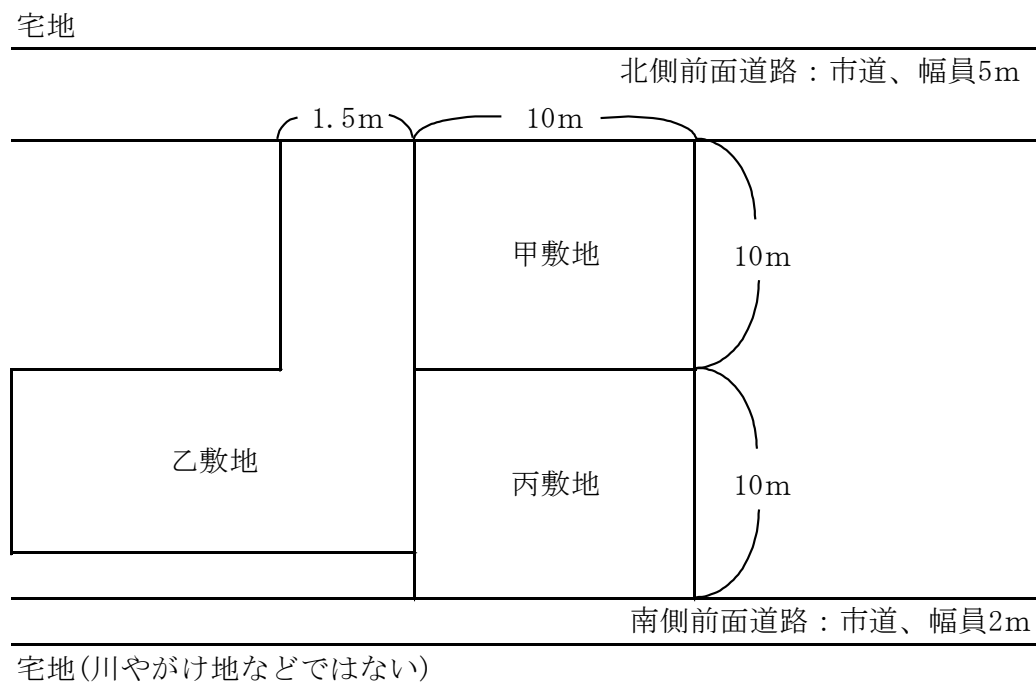 宅地
北側前面道路：市道、幅員5m
1.5m
10m
甲敷地
10m
乙敷地
丙敷地
10m
南側前面道路：市道、幅員2m
宅地(川やがけ地などではない)